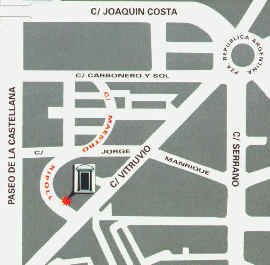 C/ JOAQUIN COSTA
PZA REPUBLICA ARGENTINA
C/ CARBONERO Y SOL
C/ MAESTRO RIPOLL
C/ JORGE MANRIQUE
C/ VITRUVIO
C/ SERRANO
PASEO DE LA CASTELLANA